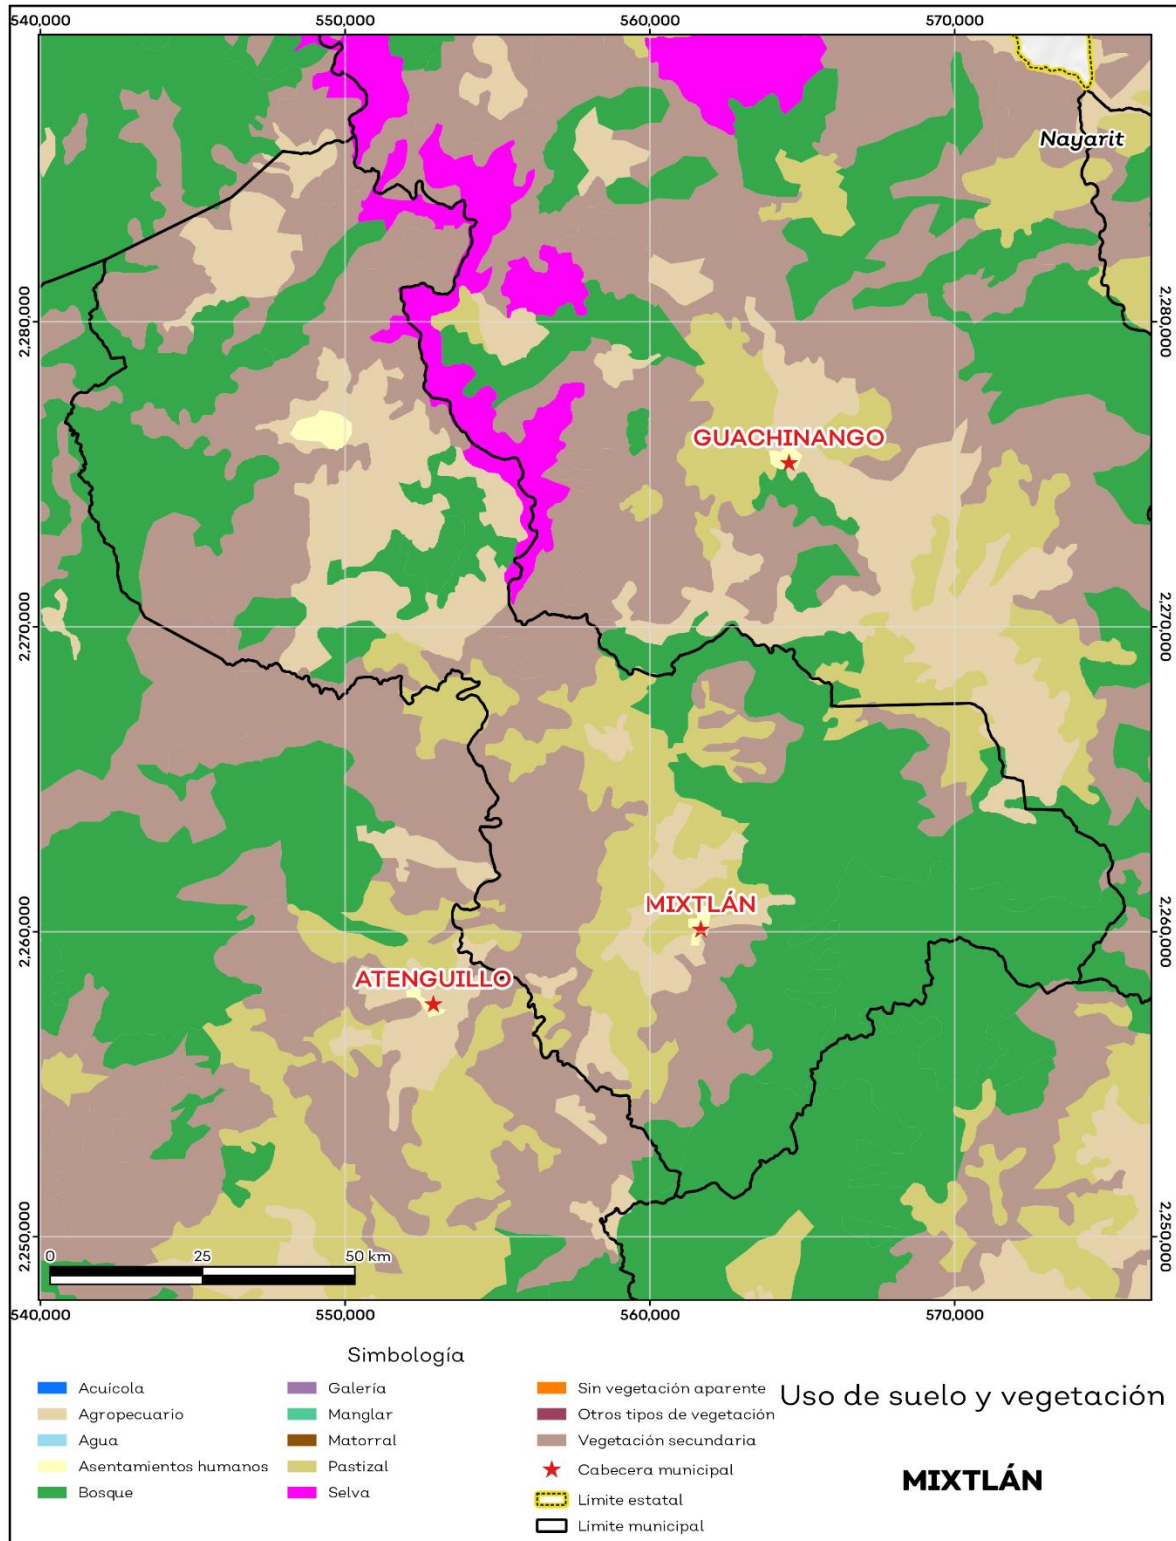 540,000 550,000 560,000 570,000
Nayarit
2,280,000 2,280,000
GUACHINANGO
2,270,000 2,270,000
MIXTLÁN
2,260,000 2,260,000
ATENGUILLO
2,250,000 2,250,000
0 25 50 km
540,000 550,000 560,000 570,000
Simbología
Acuícola
Agropecuario
Agua
Asentamientos humanos
Bosque
Galería
Manglar
Matorral
Pastizal
Selva
Sin vegetación aparente
Otros tipos de vegetación
Vegetación secundaria
Cabecera municipal
Límite estatal
Límite municipal
Uso de suelo y vegetación
MIXTLÁN